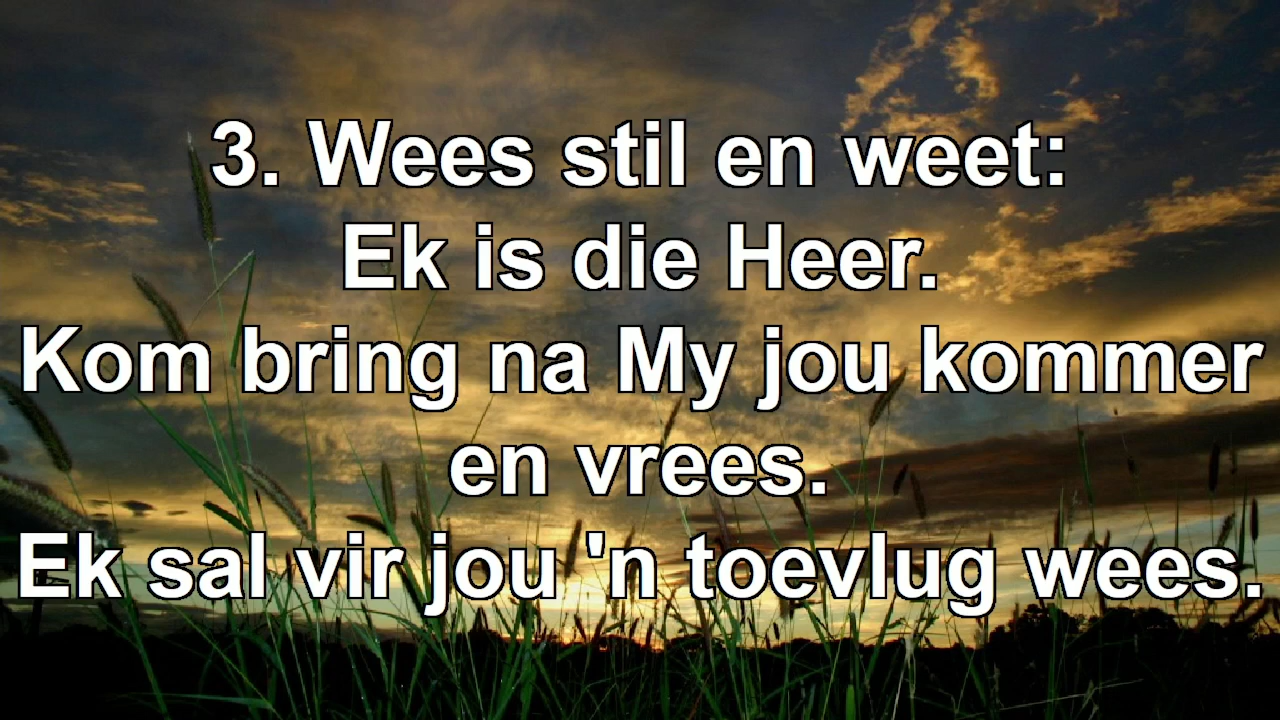 3. Wees stil en weet:
Ek is die Heer.
Kom bring na My jou kommer
en vrees.
Ek sal vir jou 'n toevlug wees.